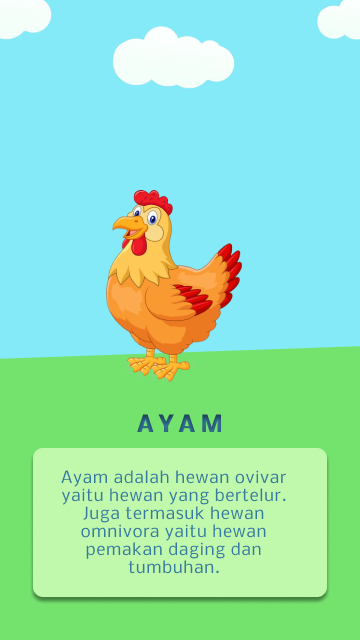 AYAM
Ayam adalah hewan ovivar
yaitu hewan yang bertelur.
Juga termasuk hewan
omnivora yaitu hewan
pemakan daging dan
tumbuhan.